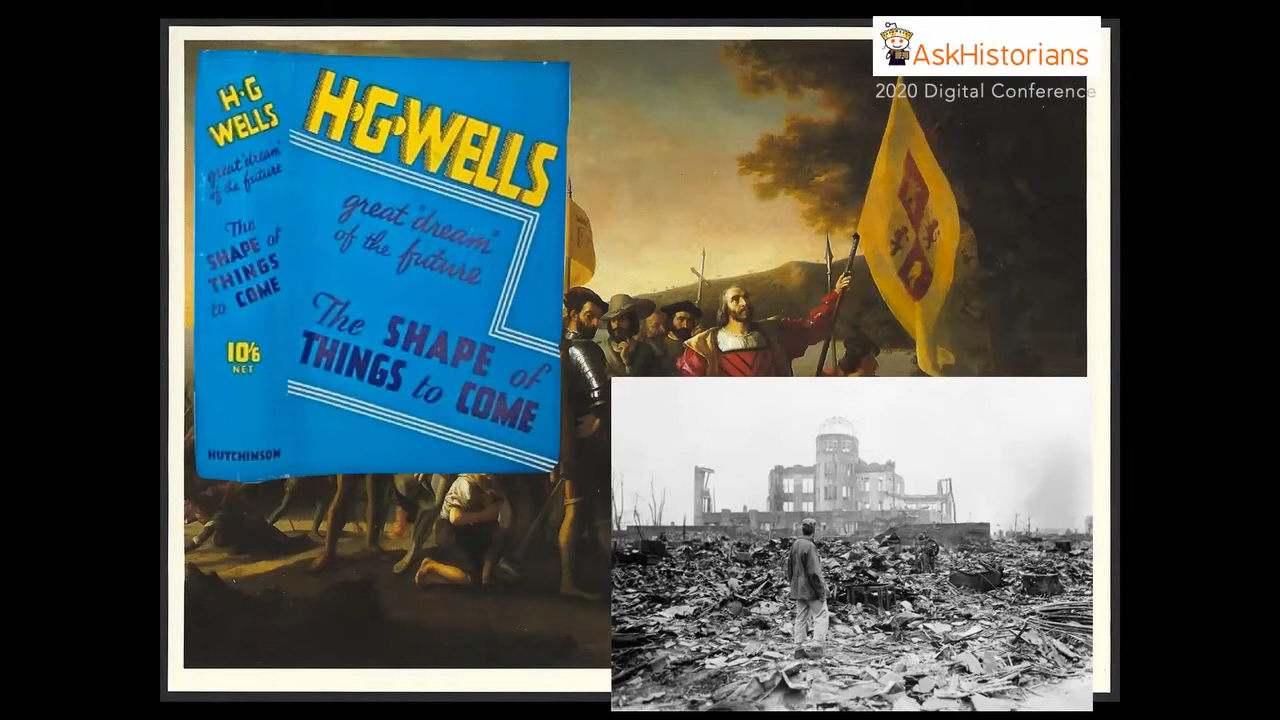 AskHistorians
2020 Digital Conference
H·G
WELLS
great "dream"
of the future
The
SHAPE of
THINGS
to COME
10/6
NET
HUTCHINSON
H·G·WELLS
great "dream"
of the future
The SHAPE of
THINGS to COME